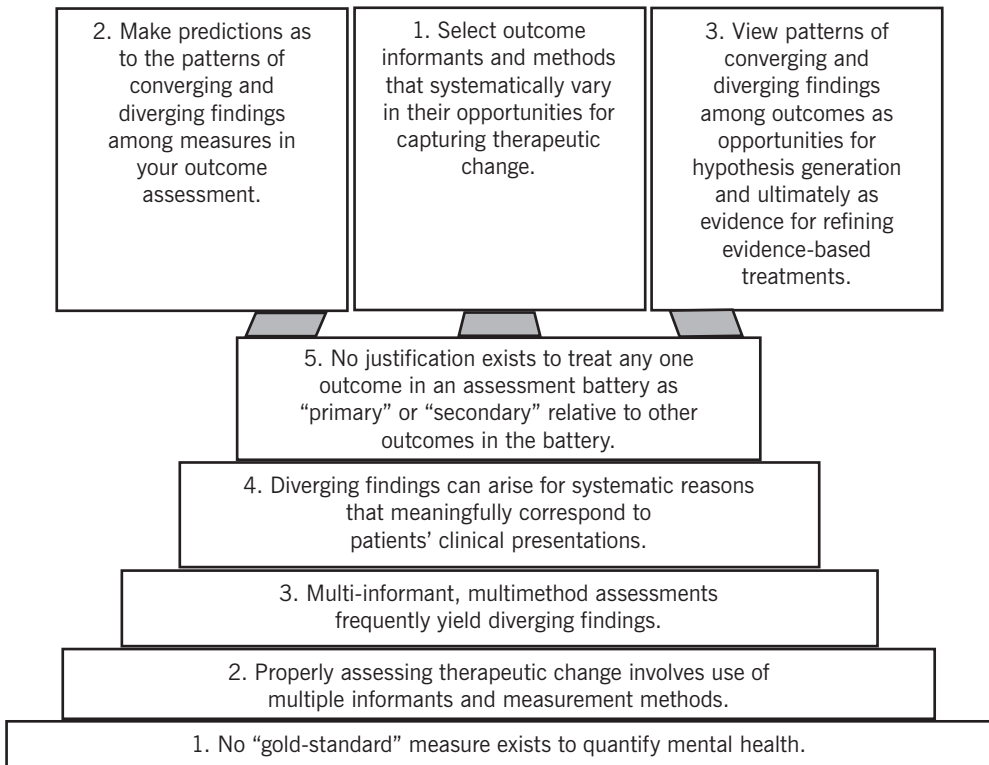 2. Make predictions as
to the patterns of
converging and
diverging findings
among measures in
your outcome
assessment.
1. Select outcome
informants and methods
that systematically vary
in their opportunities for
capturing therapeutic
change.
3. View patterns of
converging and
diverging findings
among outcomes as
opportunities for
hypothesis generation
and ultimately as
evidence for refining
evidence-based
treatments.
5. No justification exists to treat any one
outcome in an assessment battery as
“primary” or “secondary” relative to other
outcomes in the battery.
4. Diverging findings can arise for systematic reasons
that meaningfully correspond to
patients’ clinical presentations.
3. Multi-informant, multimethod assessments
frequently yield diverging findings.
2. Properly assessing therapeutic change involves use of
multiple informants and measurement methods.
1. No “gold-standard” measure exists to quantify mental health.